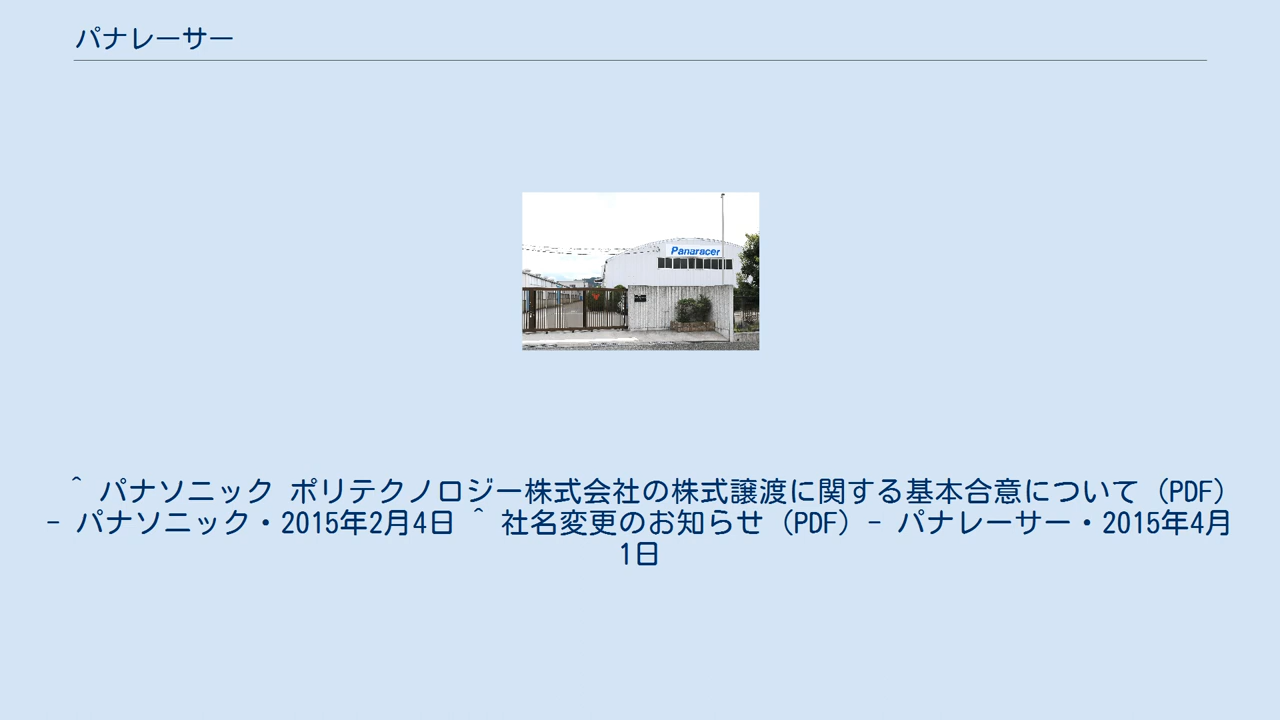 パナレーサー
Panaracer
^ パナソニック ポリテクノロジー株式会社の株式譲渡に関する基本合意について（PDF）
- パナソニック・2015年2月4日 ^ 社名変更のお知らせ（PDF）- パナレーサー・2015年4月
1日